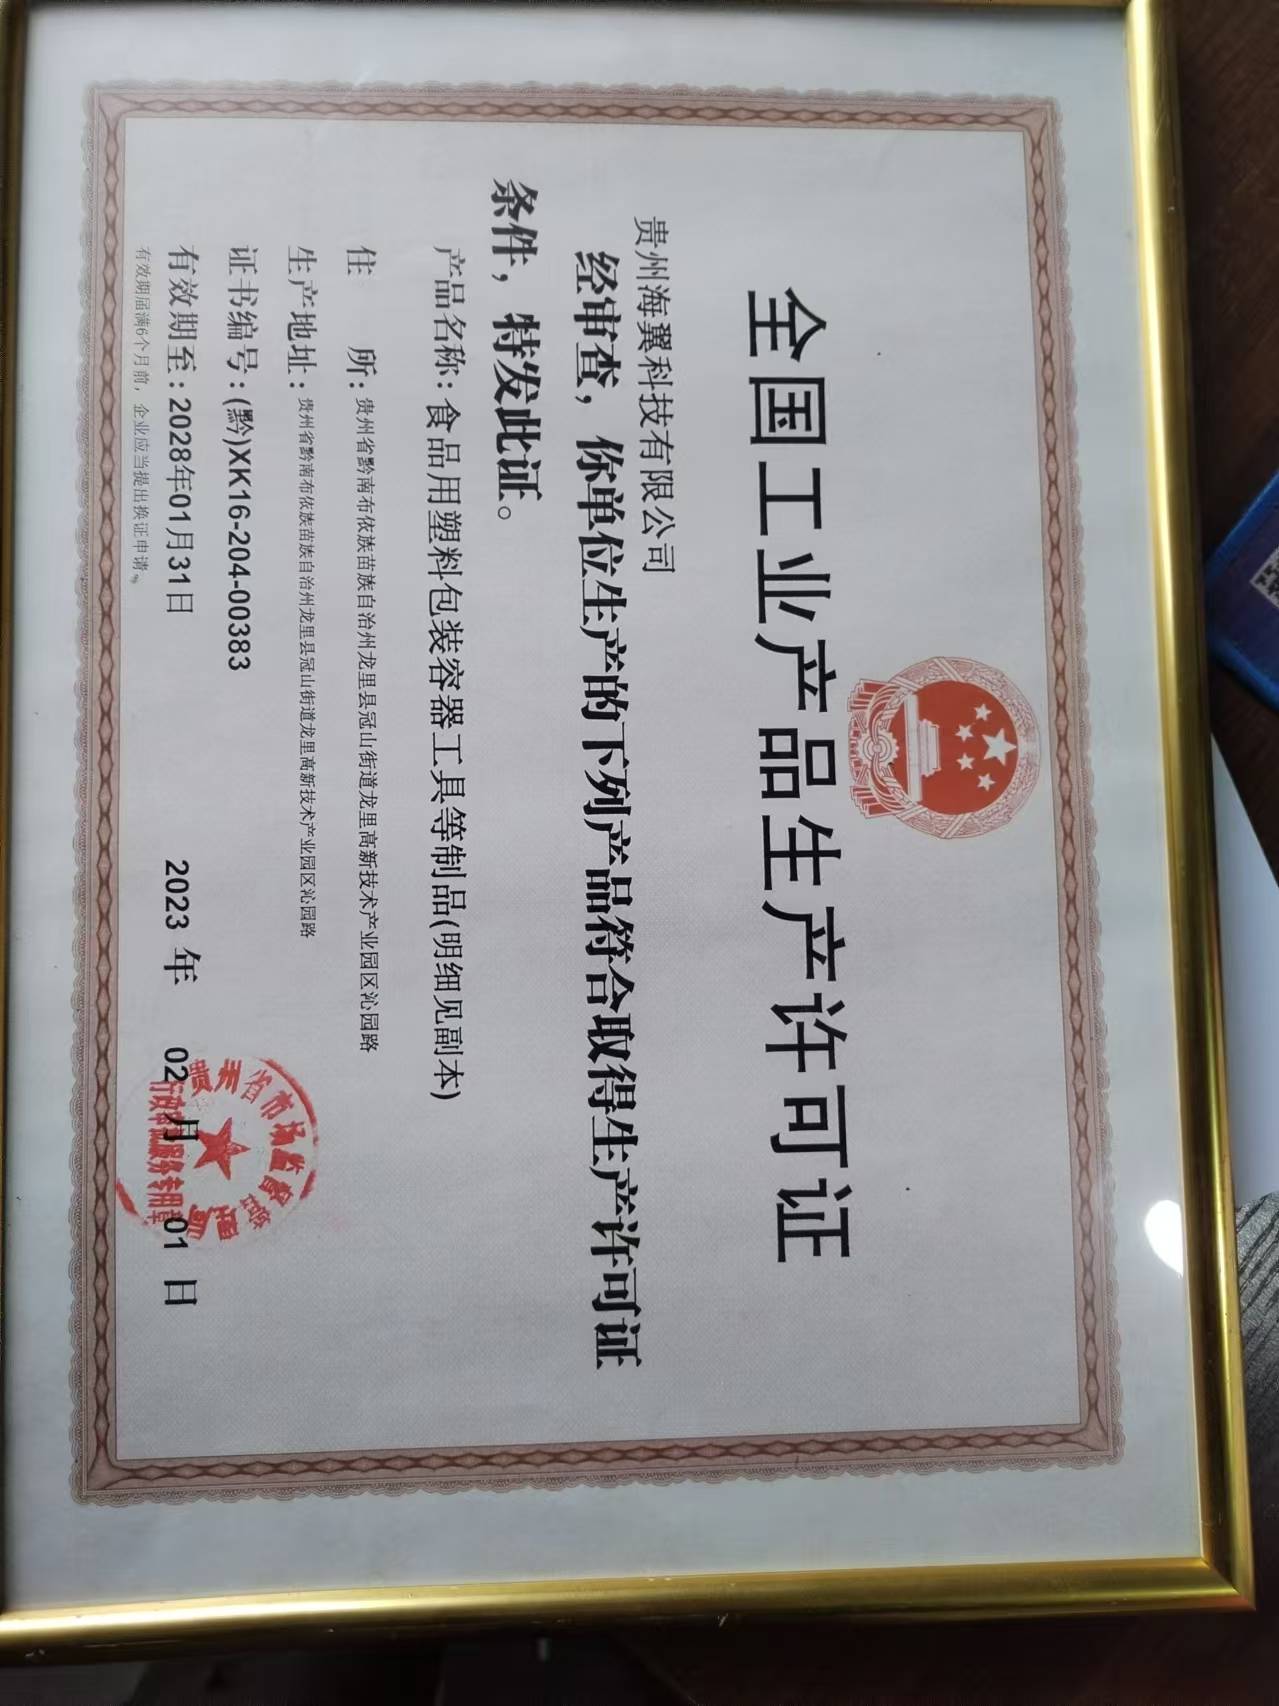 全国工业产品生产许可证
贵州海翼科技有限公司
经审查，你单位生产的下列产品符合取得生产许可证
条件，特发此证。
产品名称：食品用塑料包装容器工具等制品(明细见副本)
住 所：贵州省黔南布依族苗族自治州龙里县冠山街道龙里高新技术产业园区沁园路
生产地址：贵州省黔南布依族苗族自治州龙里县冠山街道龙里高新技术产业园区沁园路
证书编号：(黔)XK16-204-00383
有效期至：2028年01月31日
2023 年 02 月 01 日
有效期届满6个月前，企业应当提出换证申请。
贵州省市场监督管理局